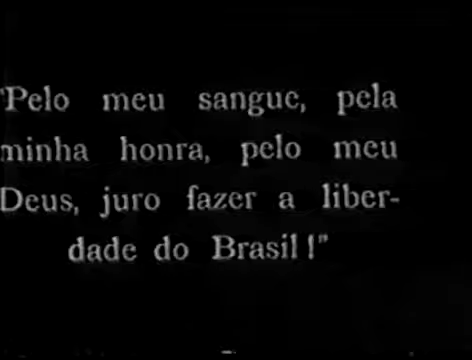 "Pelo meu sangue, pela
minha honra, pelo meu
Deus, juro fazer a liber-
dade do Brasil!"